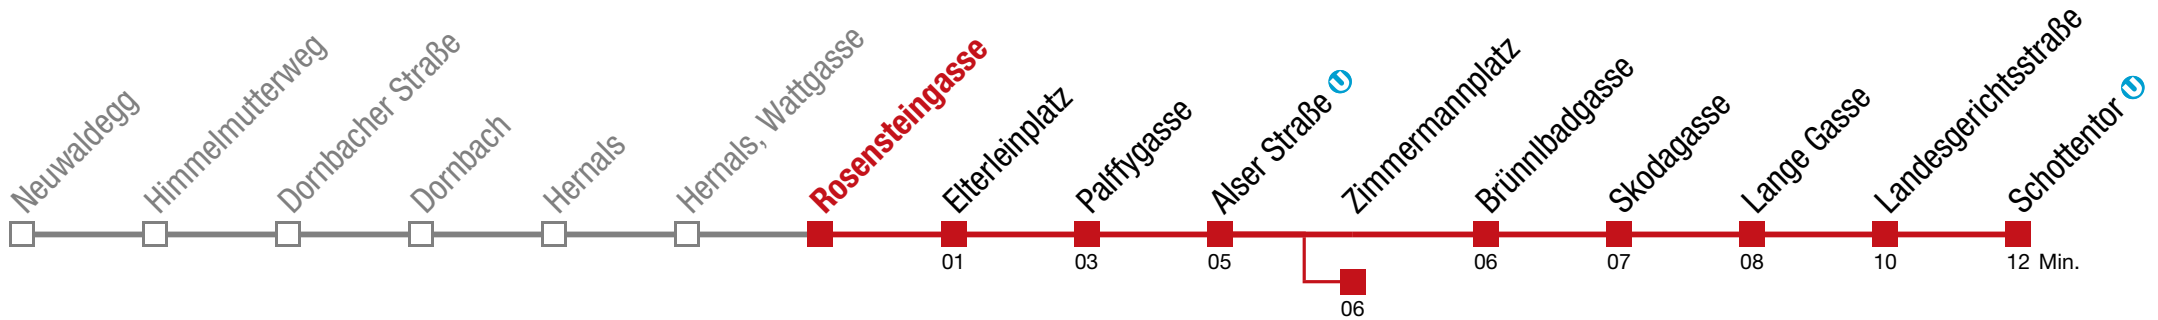 Neuwaldegg
Himmelmutterweg
Dornbacher Straße
Dornbach
Hernals
Hernals, Wattgasse
Rosensteingasse
Elterleinplatz
Palffygasse
Alser Straße U
Zimmermannplatz
Brünnlbadgasse
Skodagasse
Lange Gasse
Landesgerichtsstraße
Schottentor U
01 03 05 06 07 08 10 12 Min.
06